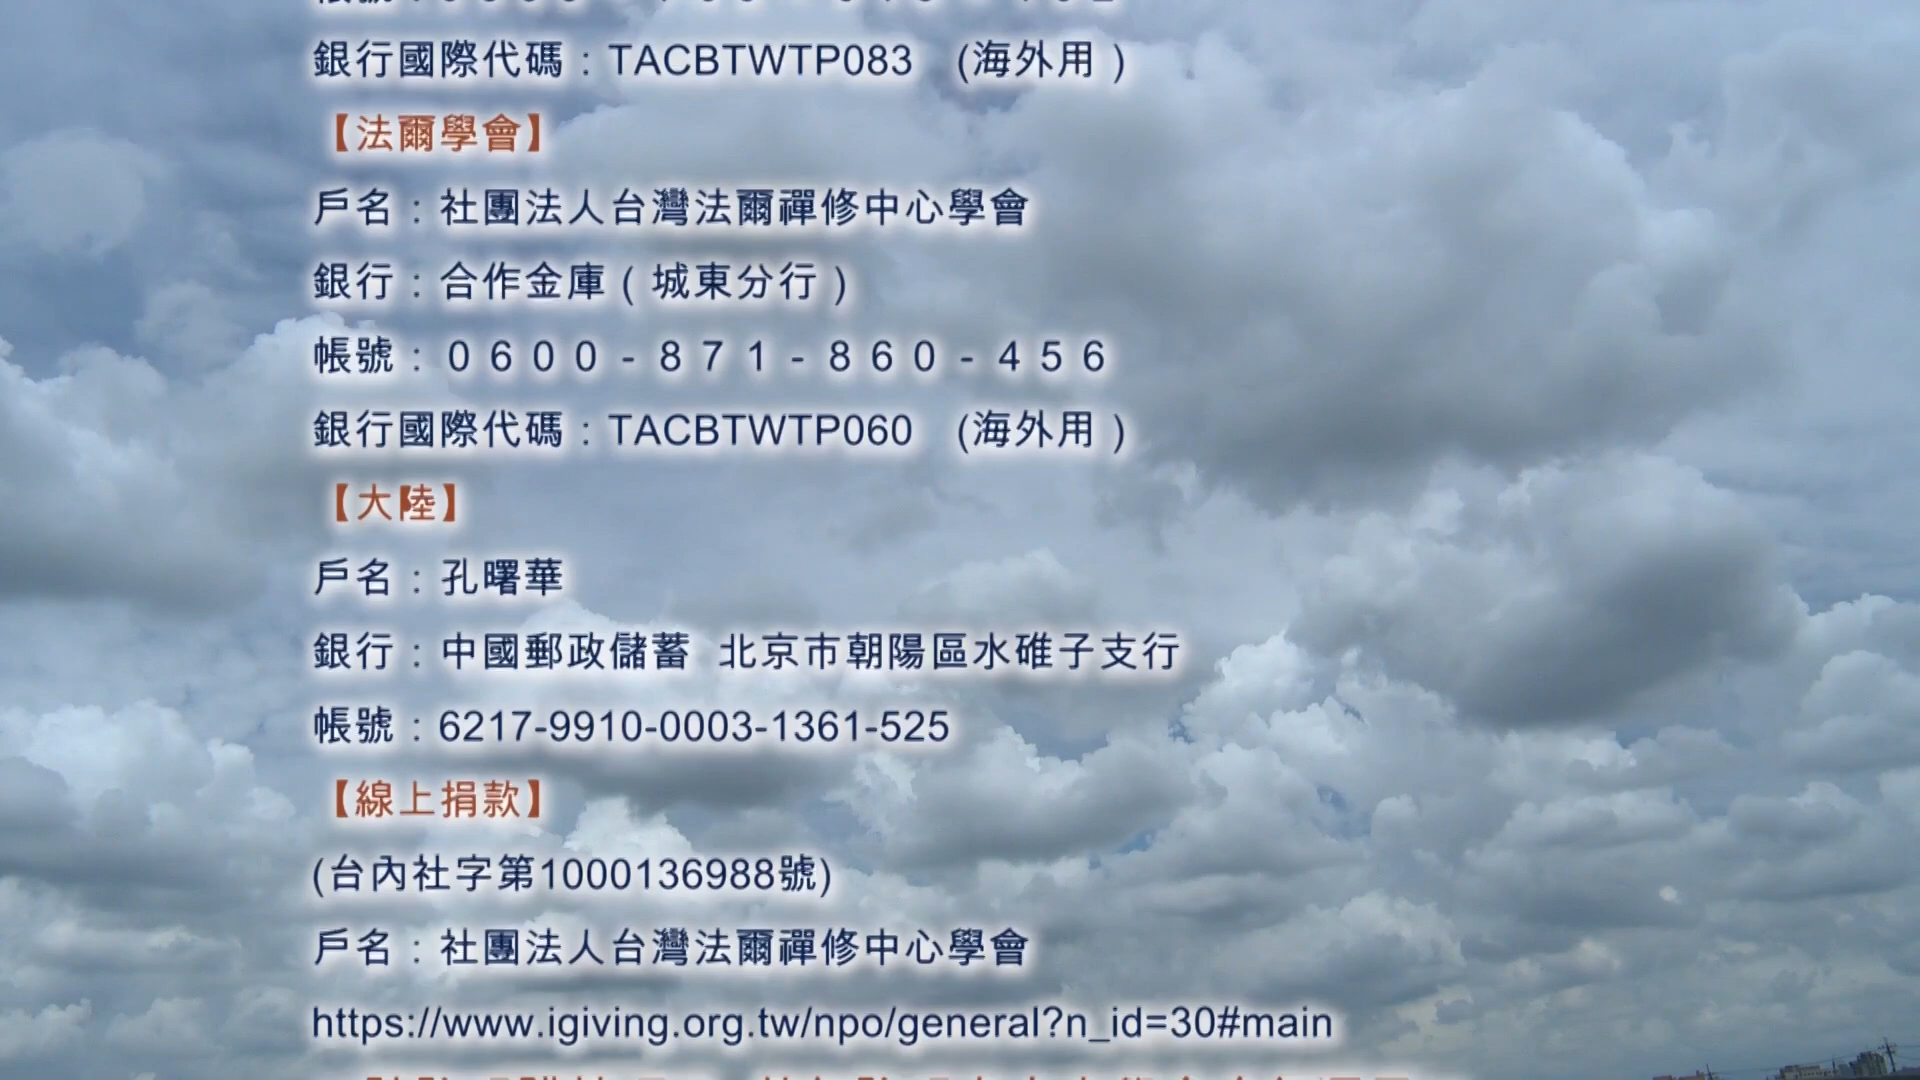 銀行國際代碼：TACBTWTP083 (海外用)
【法爾學會】
戶名：社團法人台灣法爾禪修中心學會
銀行：合作金庫(城東分行)
帳號：0600-871-860-456
銀行國際代碼：TACBTWTP060 (海外用)
【大陸】
戶名：孔曙華
銀行：中國郵政儲蓄 北京市朝陽區水碓子支行
帳號：6217-9910-0003-1361-525
【線上捐款】
(台內社字第1000136988號)
戶名：社團法人台灣法爾禪修中心學會
https://www.igiving.org.tw/npo/general?n_id=30#main